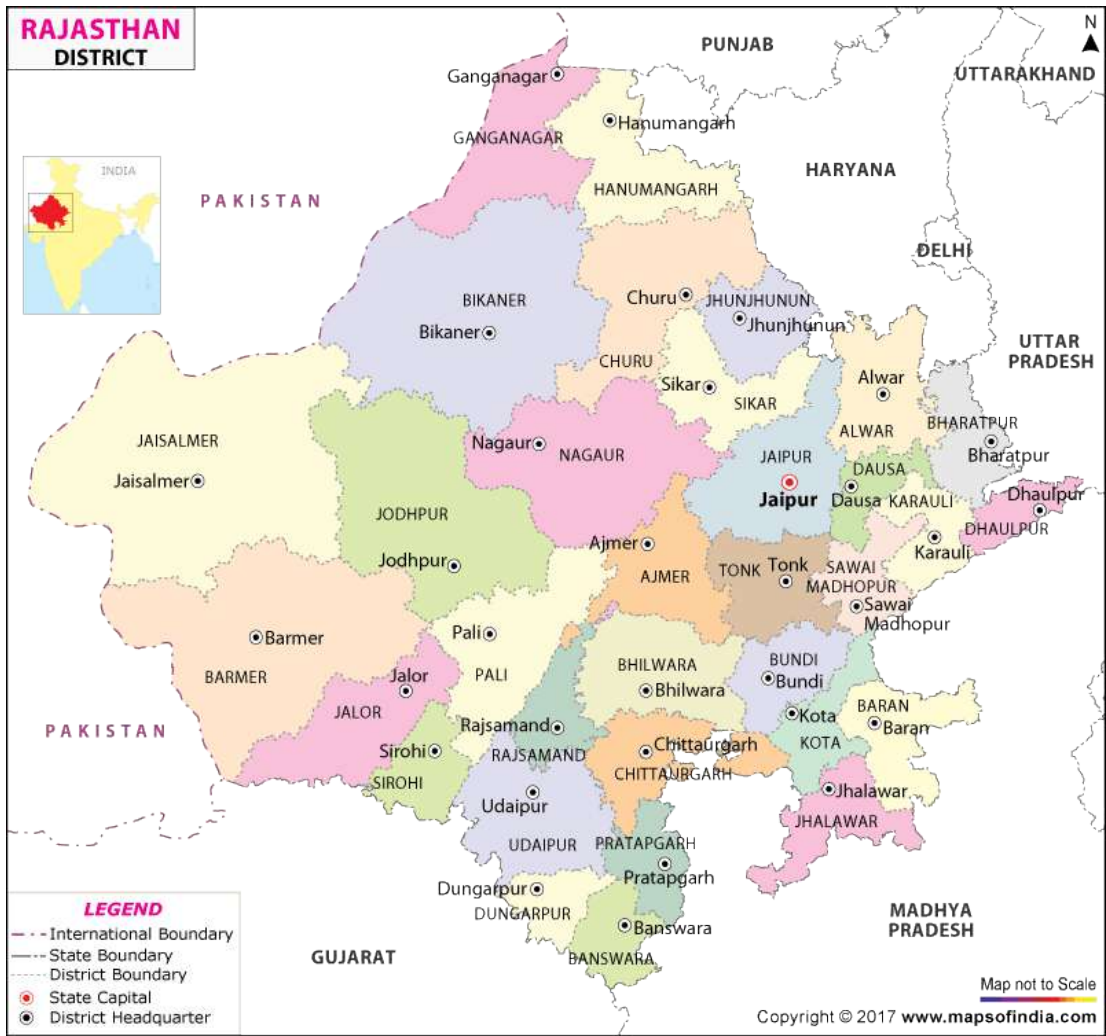 RAJASTHAN
DISTRICT
N
PUNJAB
UTTARAKHAND
Ganganagar
Hanumangarh
GANGANAGAR
INDIA
HARYANA
HANUMANGARH
PAKISTAN
DELHI
BIKANER
Churu
JHUNJHUNUN
Jhunjhunun
Bikaner
UTTAR
PRADESH
CHURU
Alwar
Sikar
SIKAR
BHARATPUR
ALWAR
JAISALMER
Nagaur
NAGAUR
JAIPUR
Bharatpur
DAUSA
Jaisalmer
Jaipur
Dausa
KARAULI
Dhaulpur
JODHPUR
DHAULPUR
Ajmer
Karauli
Jodhpur
TONK
Tonk
SAWAI
MADHOPUR
AJMER
Sawai
Madhopur
Barmer
Pali
BARMER
PALI
BHILWARA
BUNDI
Bundi
Jalor
Bhilwara
JALOR
Kota
BARAN
Baran
PAKISTAN
Rajsamand
KOTA
Sirohi
RAJSAMAND
Chittaurgarh
CHITTAURGARH
SIROHI
Udaipur
Jhalawar
JHALAWAR
UDAIPUR
PRATAPGARH
Pratapgarh
Dungarpur
DUNGARPUR
MADHYA
PRADESH
Banswara
BANSWARA
GUJARAT
LEGEND
International Boundary
State Boundary
District Boundary
State Capital
District Headquarter
Map not to Scale
Copyright © 2017 www.mapsofindia.com